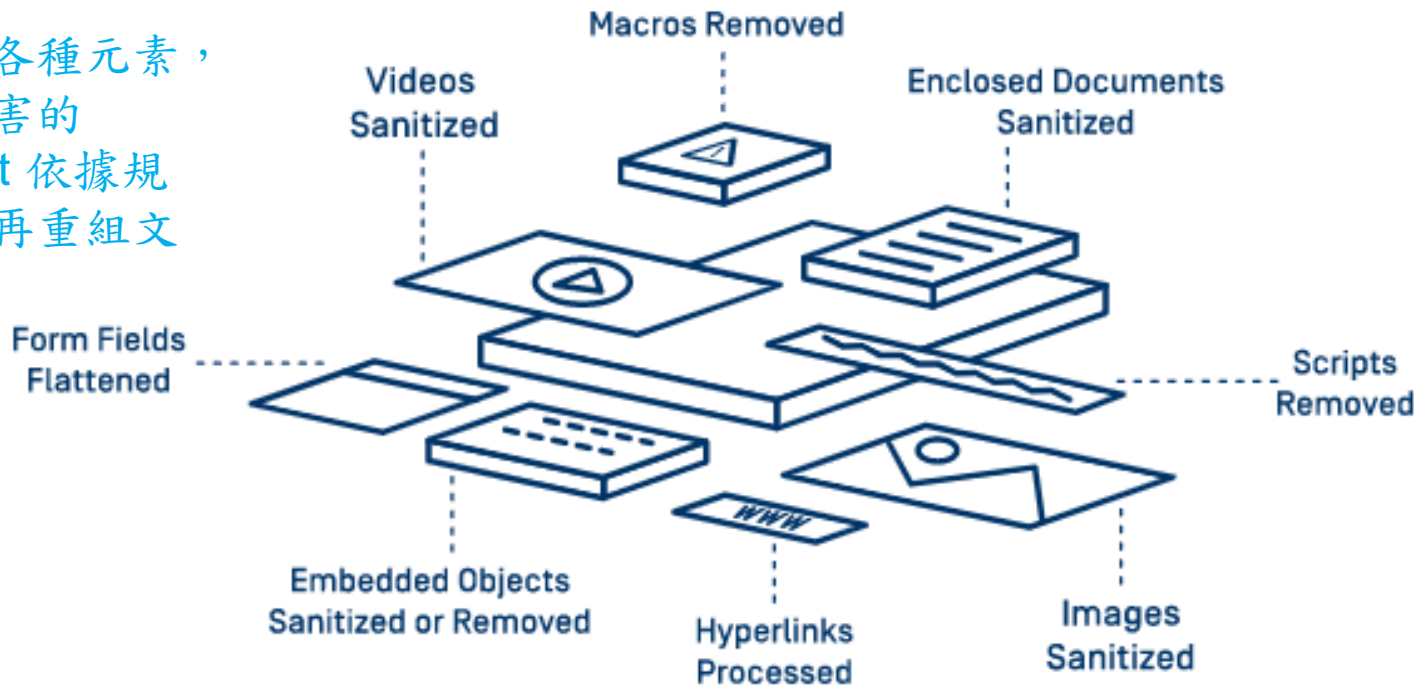 各種元素，
害的
t 依據規
再重組文
Macros Removed
Videos
Sanitized
Enclosed Documents
Sanitized
Form Fields
Flattened
Scripts
Removed
WWW
Embedded Objects
Sanitized or Removed
Hyperlinks
Processed
Images
Sanitized